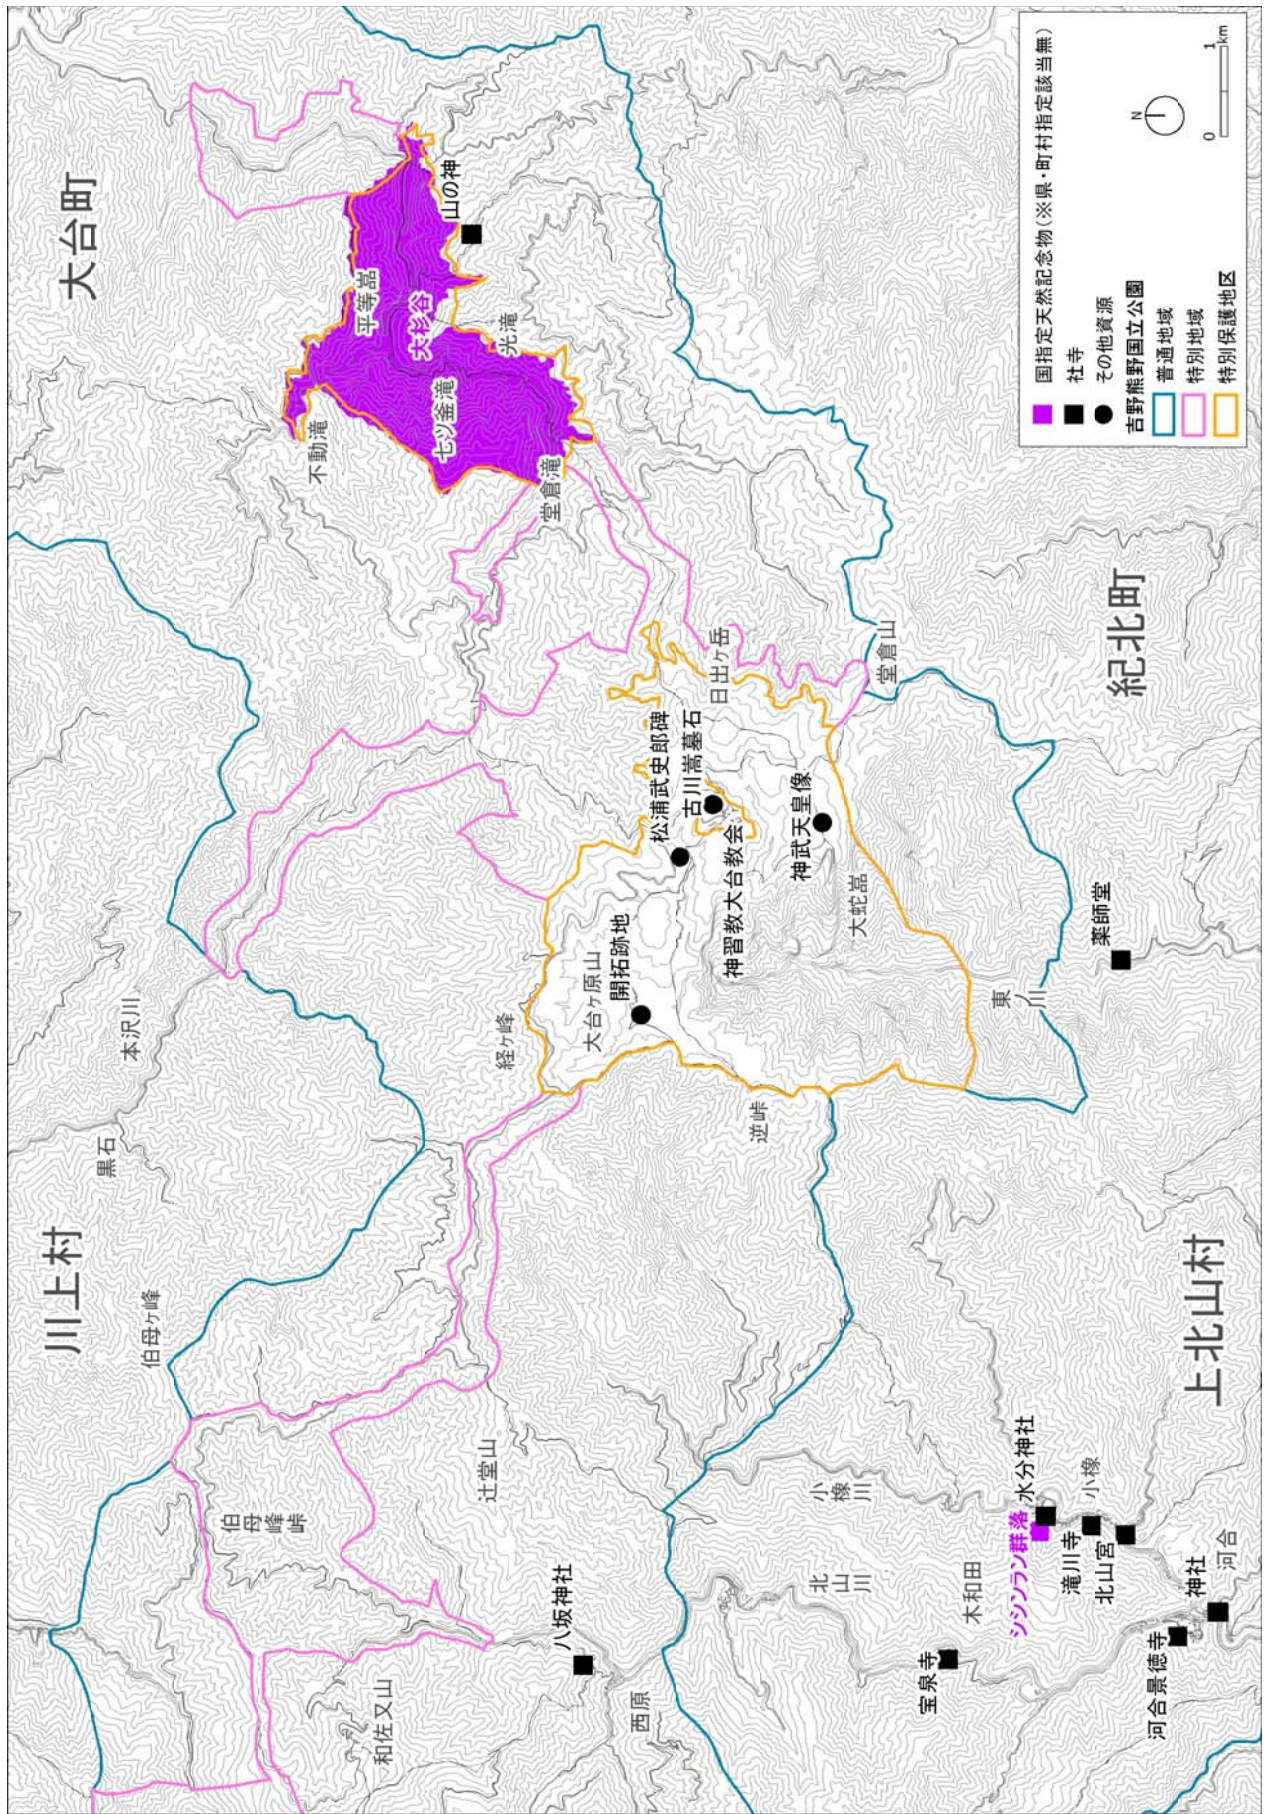 川上村
大台町
黒石
本沢川
伯母ヶ峰
伯母峰峠
不動滝
平等嵓
和佐又山
大杉谷
七ツ釜滝
山の神
辻堂山
経ヶ峰
光滝
堂倉滝
八坂神社
大台ヶ原山
開拓跡地
西原
松浦武史郎碑
古川嵩墓石
日出ヶ岳
神習教大台教会
逆峠
神武天皇像
小橡川
北山川
大蛇嵓
堂倉山
宝泉寺
木和田
東ノ川
シシンラン群落
水分神社
滝川寺
小橡
薬師堂
北山宮
紀北町
河合景徳寺
神社
上北山村
河合
国指定天然記念物(※県・町村指定該当無)
社寺
その他資源
吉野熊野国立公園
普通地域
特別地域
特別保護地区
N
0 1km